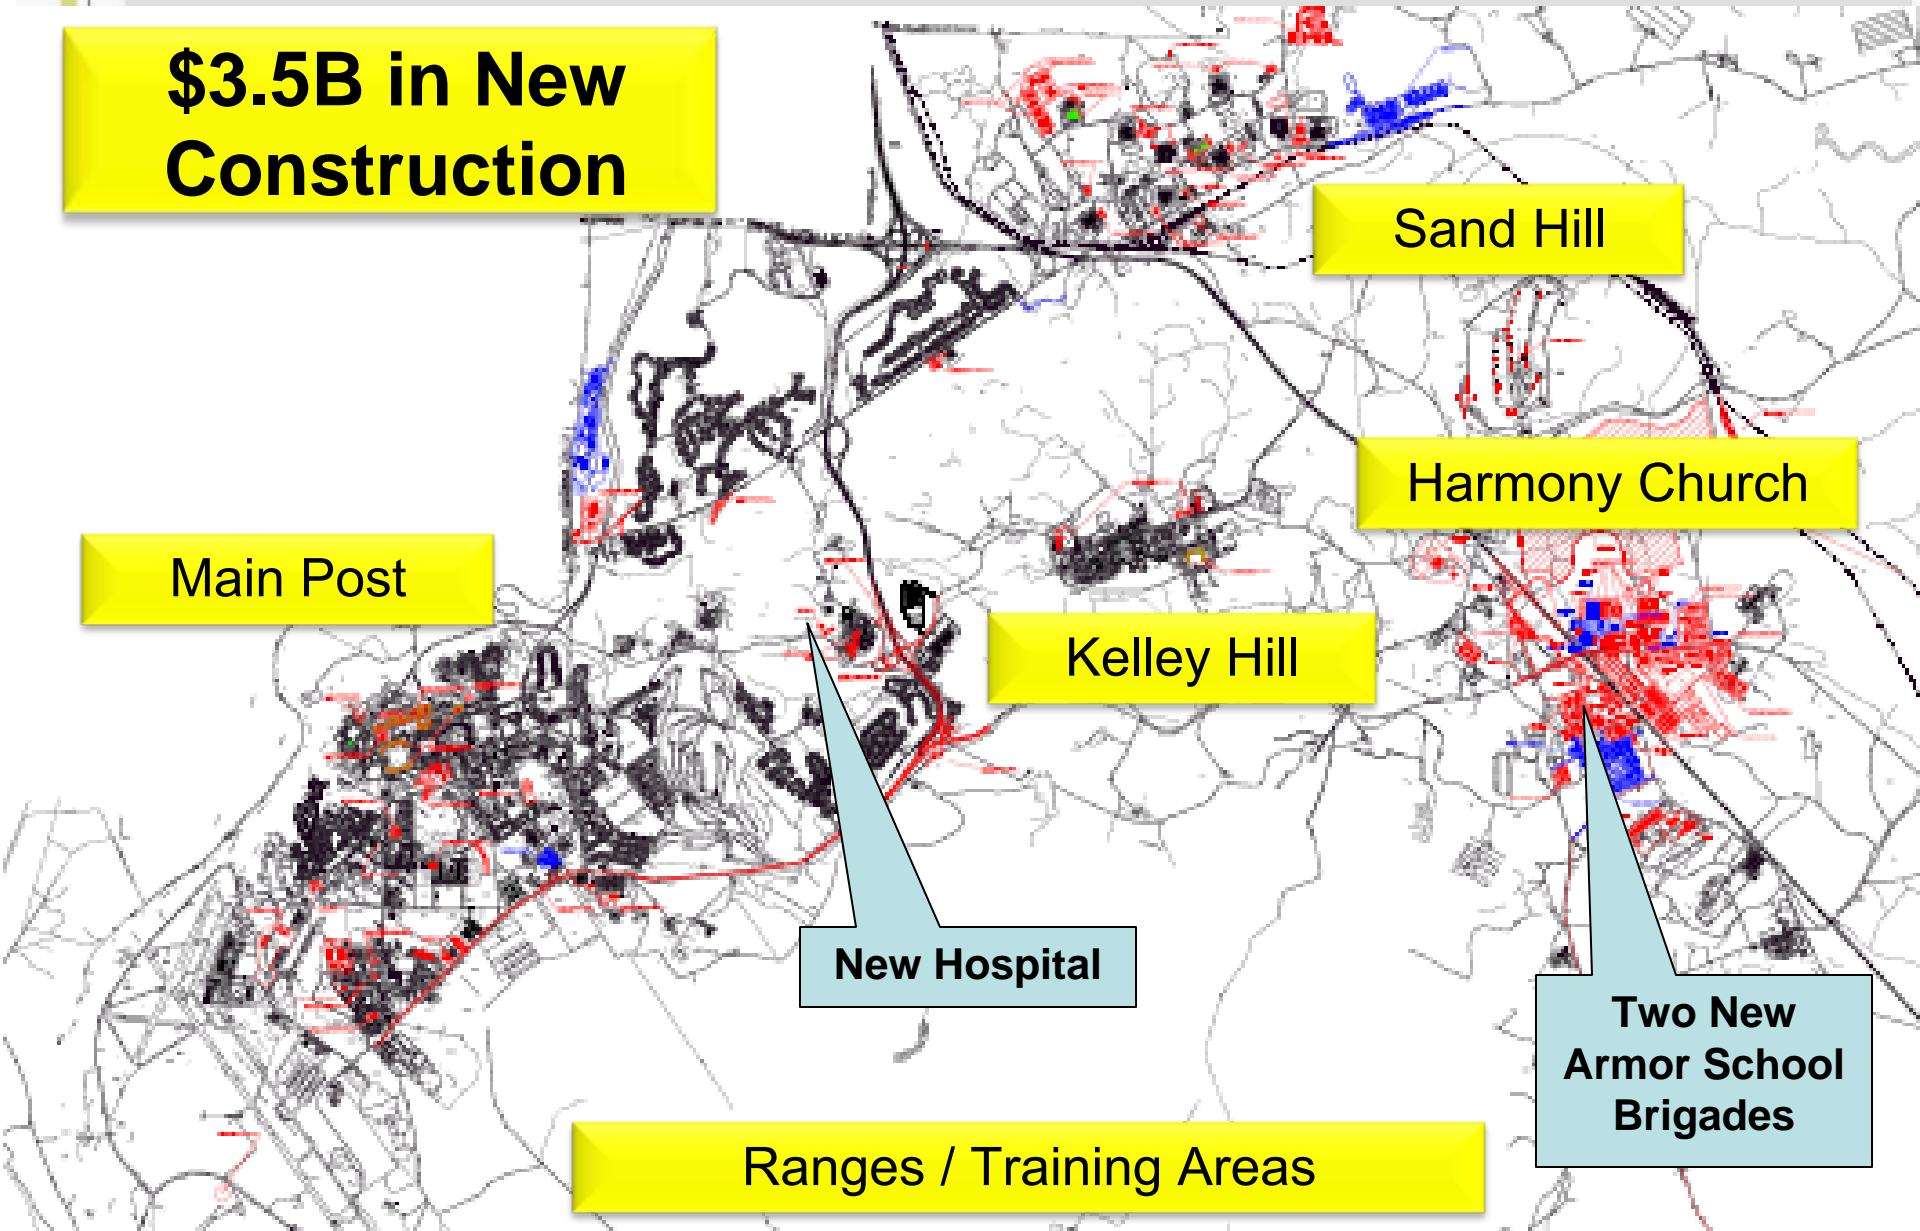 $3.5B in New
Construction
Sand Hill
Harmony Church
Main Post
Kelley Hill
New Hospital
Two New
Armor School
Brigades
Ranges / Training Areas